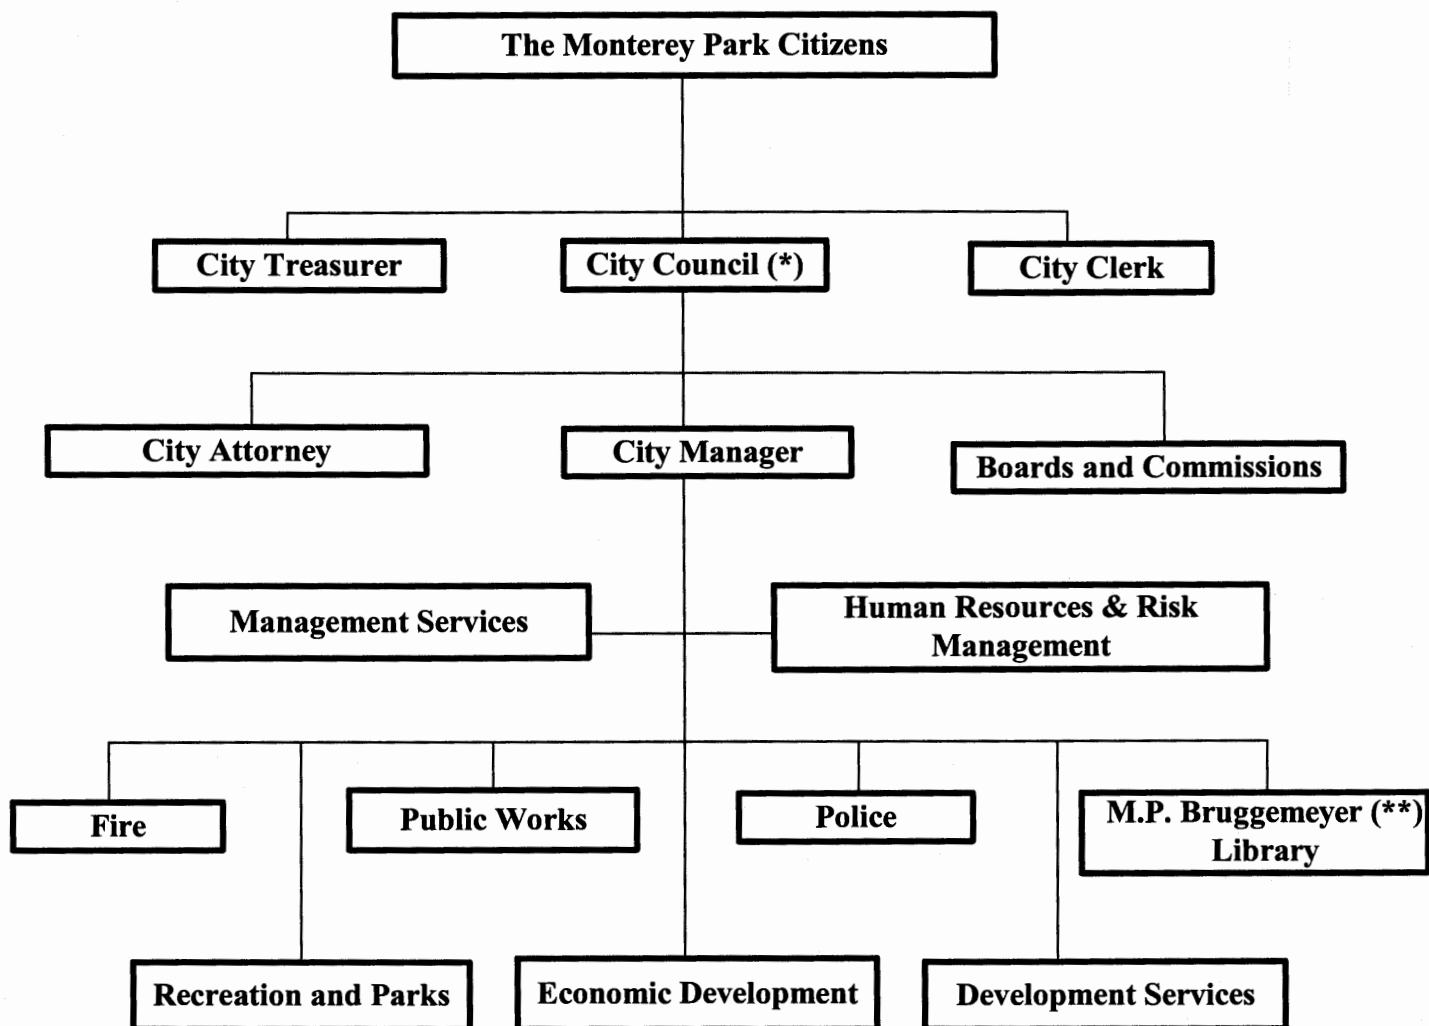 The Monterey Park Citizens
City Treasurer
City Council (*)
City Clerk
City Attorney
City Manager
Boards and Commissions
Management Services
Human Resources & Risk
Management
Fire
Public Works
Police
M.P. Bruggemeyer (**)
Library
Recreation and Parks
Economic Development
Development Services